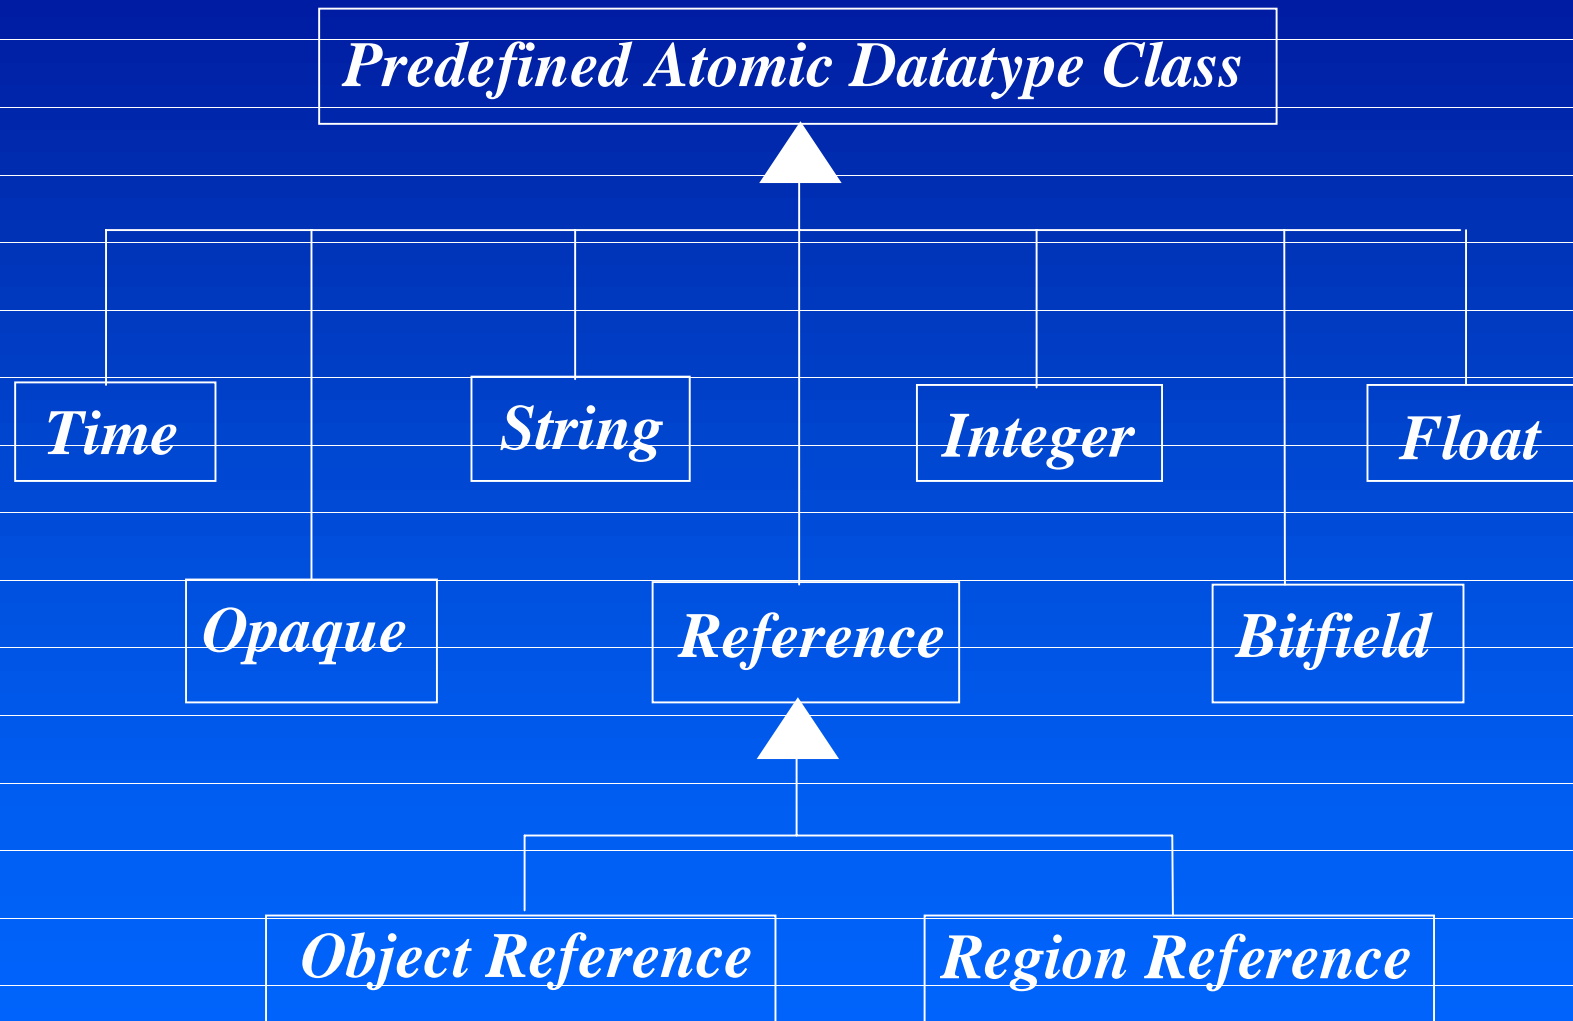 Predefined Atomic Datatype Class
Time
String
Integer
Float
Opaque
Reference
Bitfield
Object Reference
Region Reference